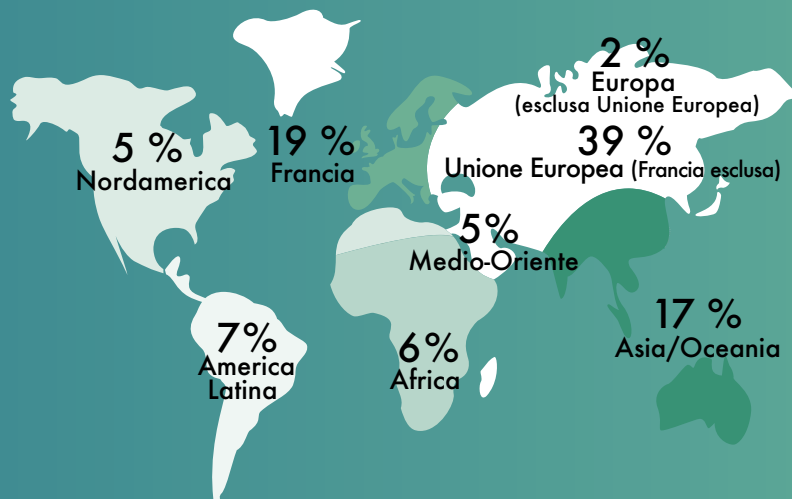 2 %
Europa
(esclusa Unione Europea)
5 %
Nordamerica
19 %
Francia
39 %
Unione Europea (Francia esclusa)
5%
Medio-Oriente
7%
America
Latina
6%
Africa
17 %
Asia/Oceania